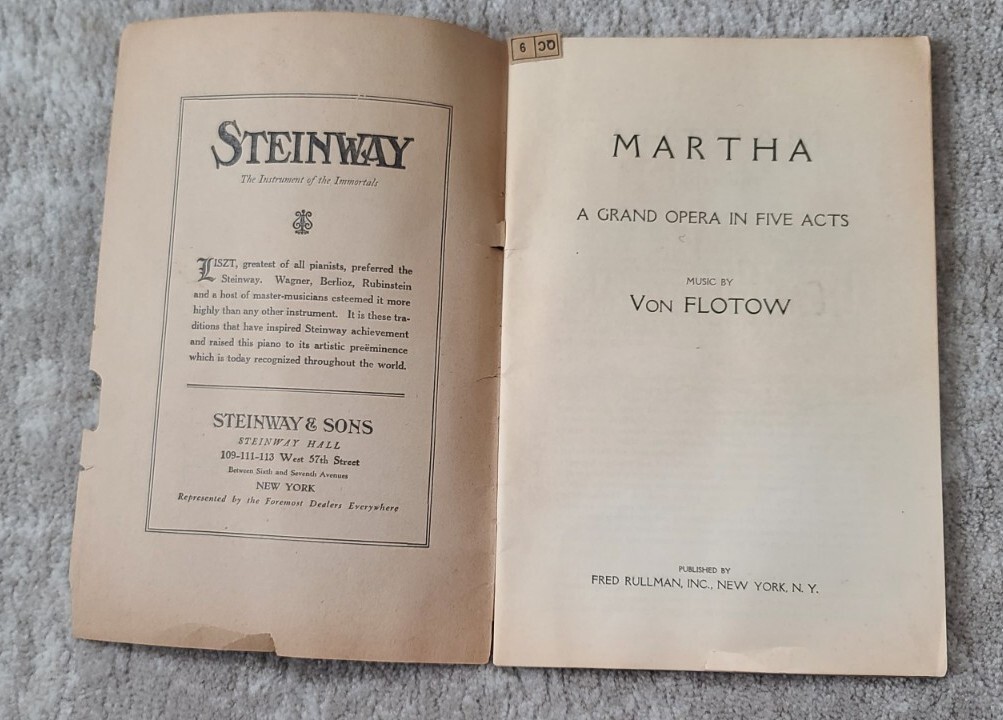 STEINWAY
The Instrument of the Immortals
LISZT, greatest of all pianists, preferred the
Steinway. Wagner, Berlioz, Rubinstein
and a host of master-musicians esteemed it more
highly than any other instrument. It is these tra-
ditions that have inspired Steinway achievement
and raised this piano to its artistic preëminence
which is today recognized throughout the world.
STEINWAY & SONS
STEINWAY HALL
109-111-113 West 57th Street
Between Sixth and Seventh Avenues
NEW YORK
Represented by the Foremost Dealers Everywhere
QC 9
MARTHA
A GRAND OPERA IN FIVE ACTS
MUSIC BY
VON FLOTOW
PUBLISHED BY
FRED RULLMAN, INC., NEW YORK, N. Y.